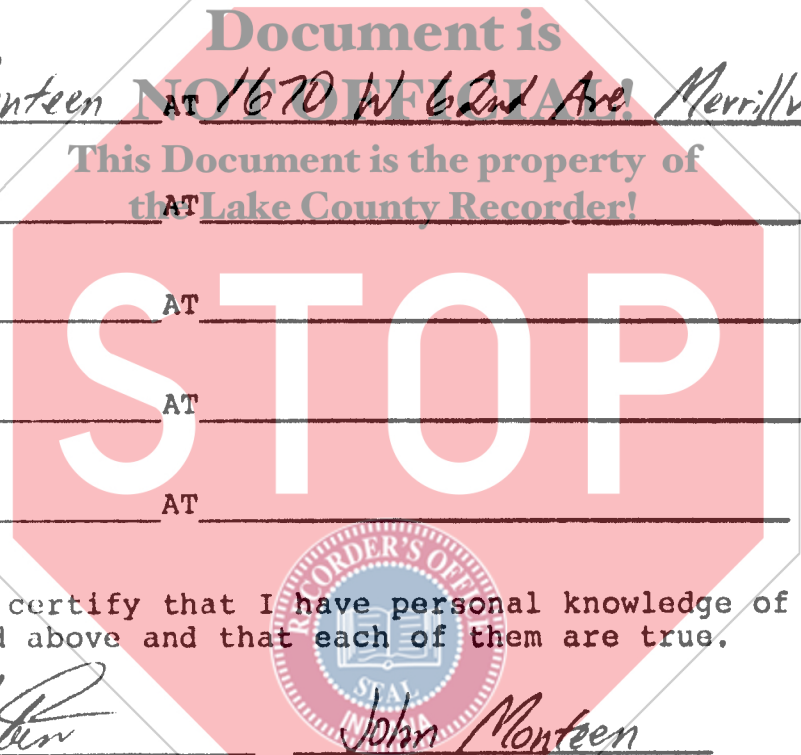 Document is
NOT OFFICIAL!
nteen AT 1670 W 62nd Ave Merrillv
This Document is the property of
the Lake County Recorder!
AT
AT
STOP
AT
AT
RECORDER'S OFFICE
certify that I have personal knowledge of
d above and that each of them are true.
SEAL
INDIANA
John Monteen